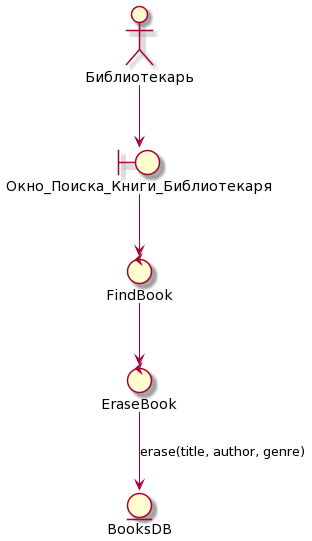 Библиотекарь
Окно_Поиска_Книги_Библиотекаря
FindBook
EraseBook
erase(title, author, genre)
BooksDB